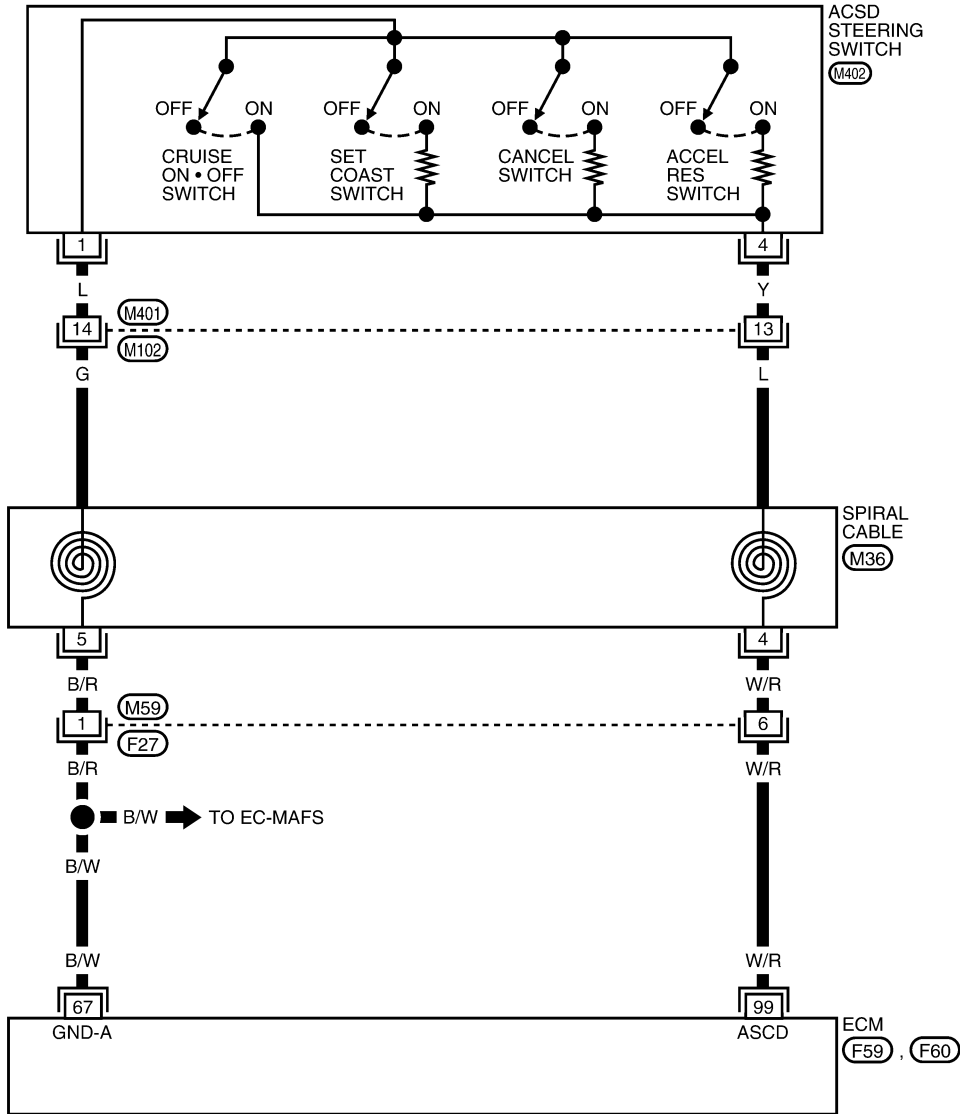 ACSD
STEERING
SWITCH
M402
OFF ON OFF ON OFF ON OFF ON
CRUISE
ON • OFF
SWITCH
SET
COAST
SWITCH
CANCEL
SWITCH
ACCEL
RES
SWITCH
1 4
L Y
M401
14 13
M102
G L
SPIRAL
CABLE
M36
5 4
B/R W/R
M59
1 6
F27
B/R W/R
B/W TO EC-MAFS
B/W
B/W W/R
67 99
GND-A ASCD
ECM
F59 , F60